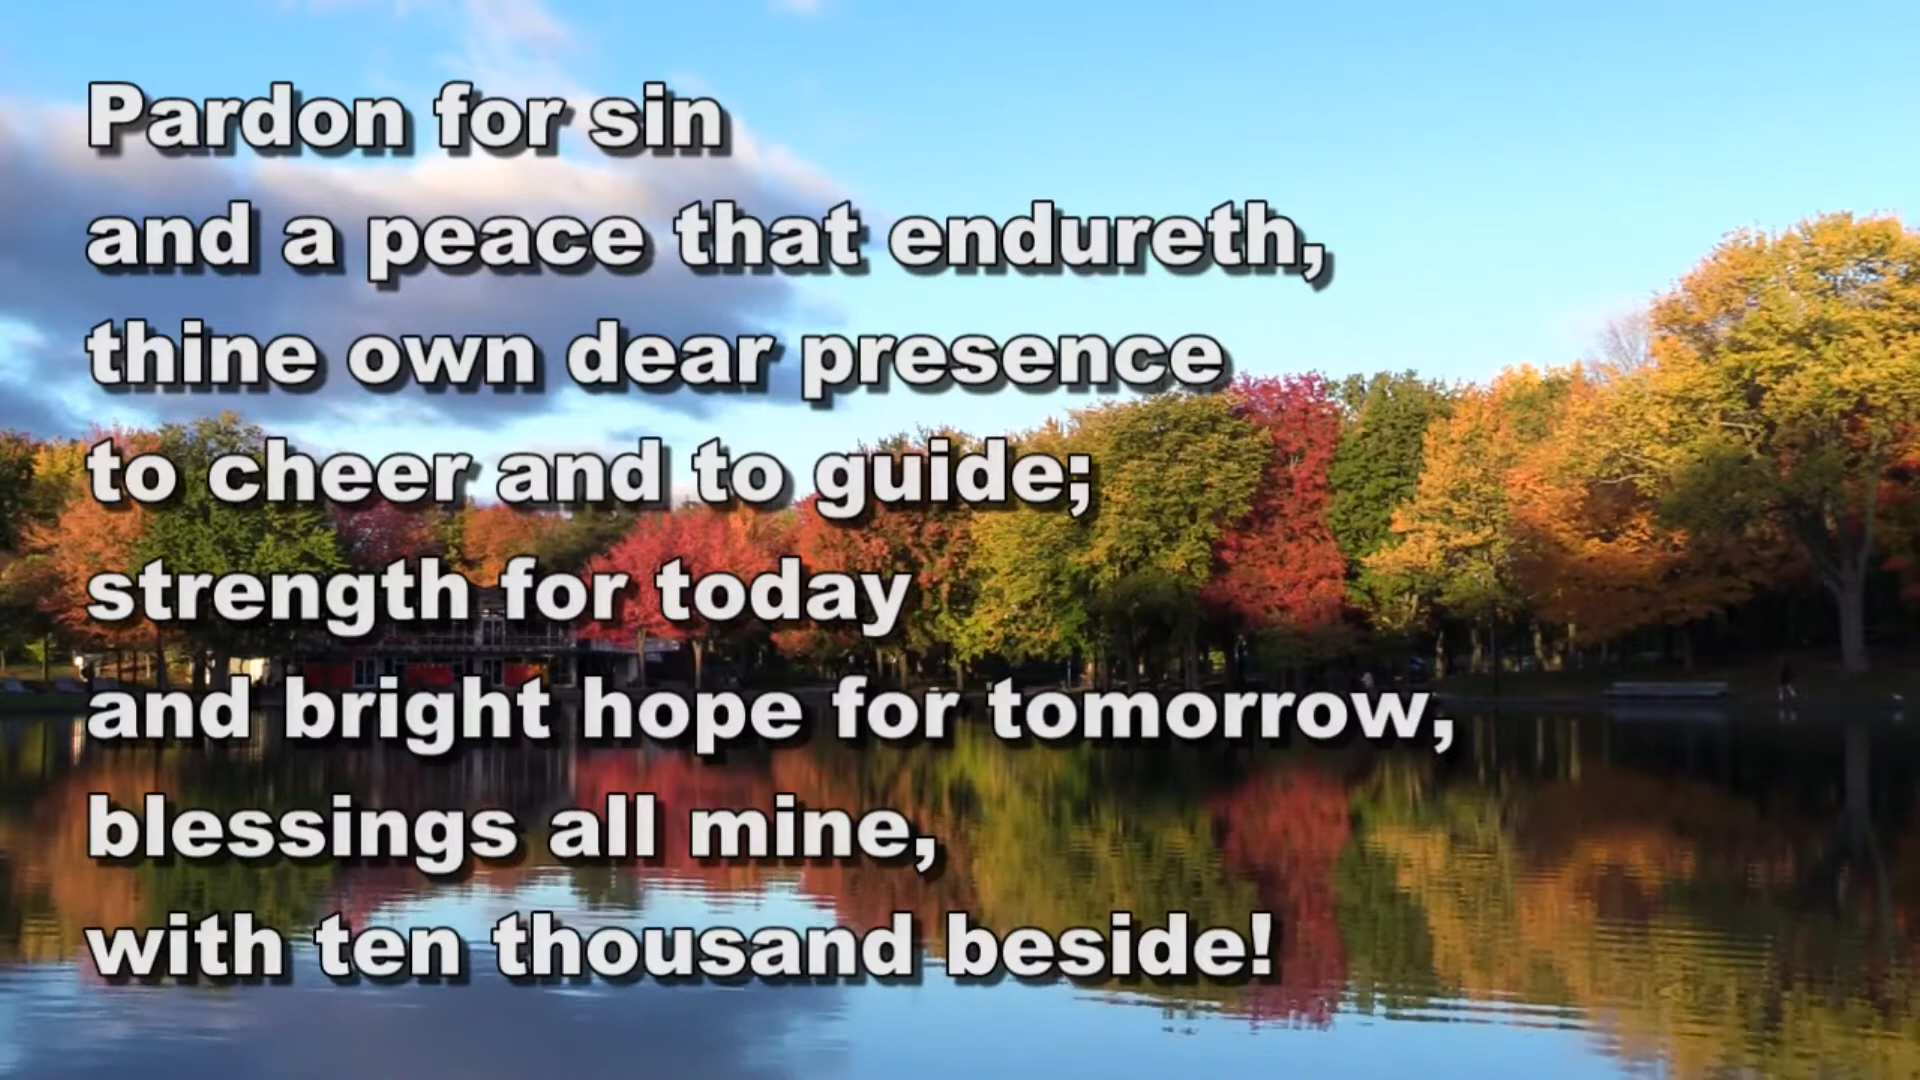 Pardon for sin
and a peace that endureth,
thine own dear presence
to cheer and to guide;
strength for today
and bright hope for tomorrow,
blessings all mine,
with ten thousand beside!